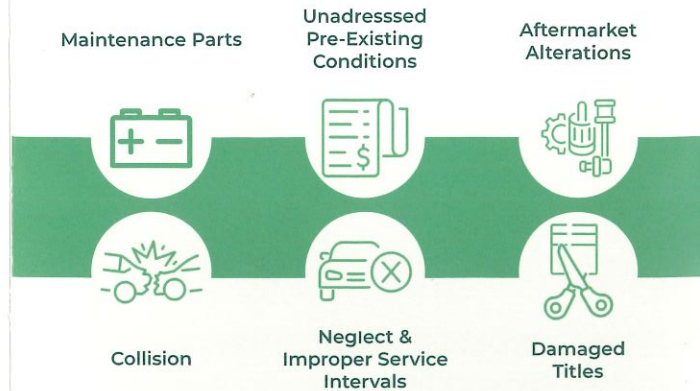 Maintenance Parts
Unadresssed
Pre-Existing
Conditions
Aftermarket
Alterations
$
Collision
Neglect &
Improper Service
Intervals
Damaged
Titles